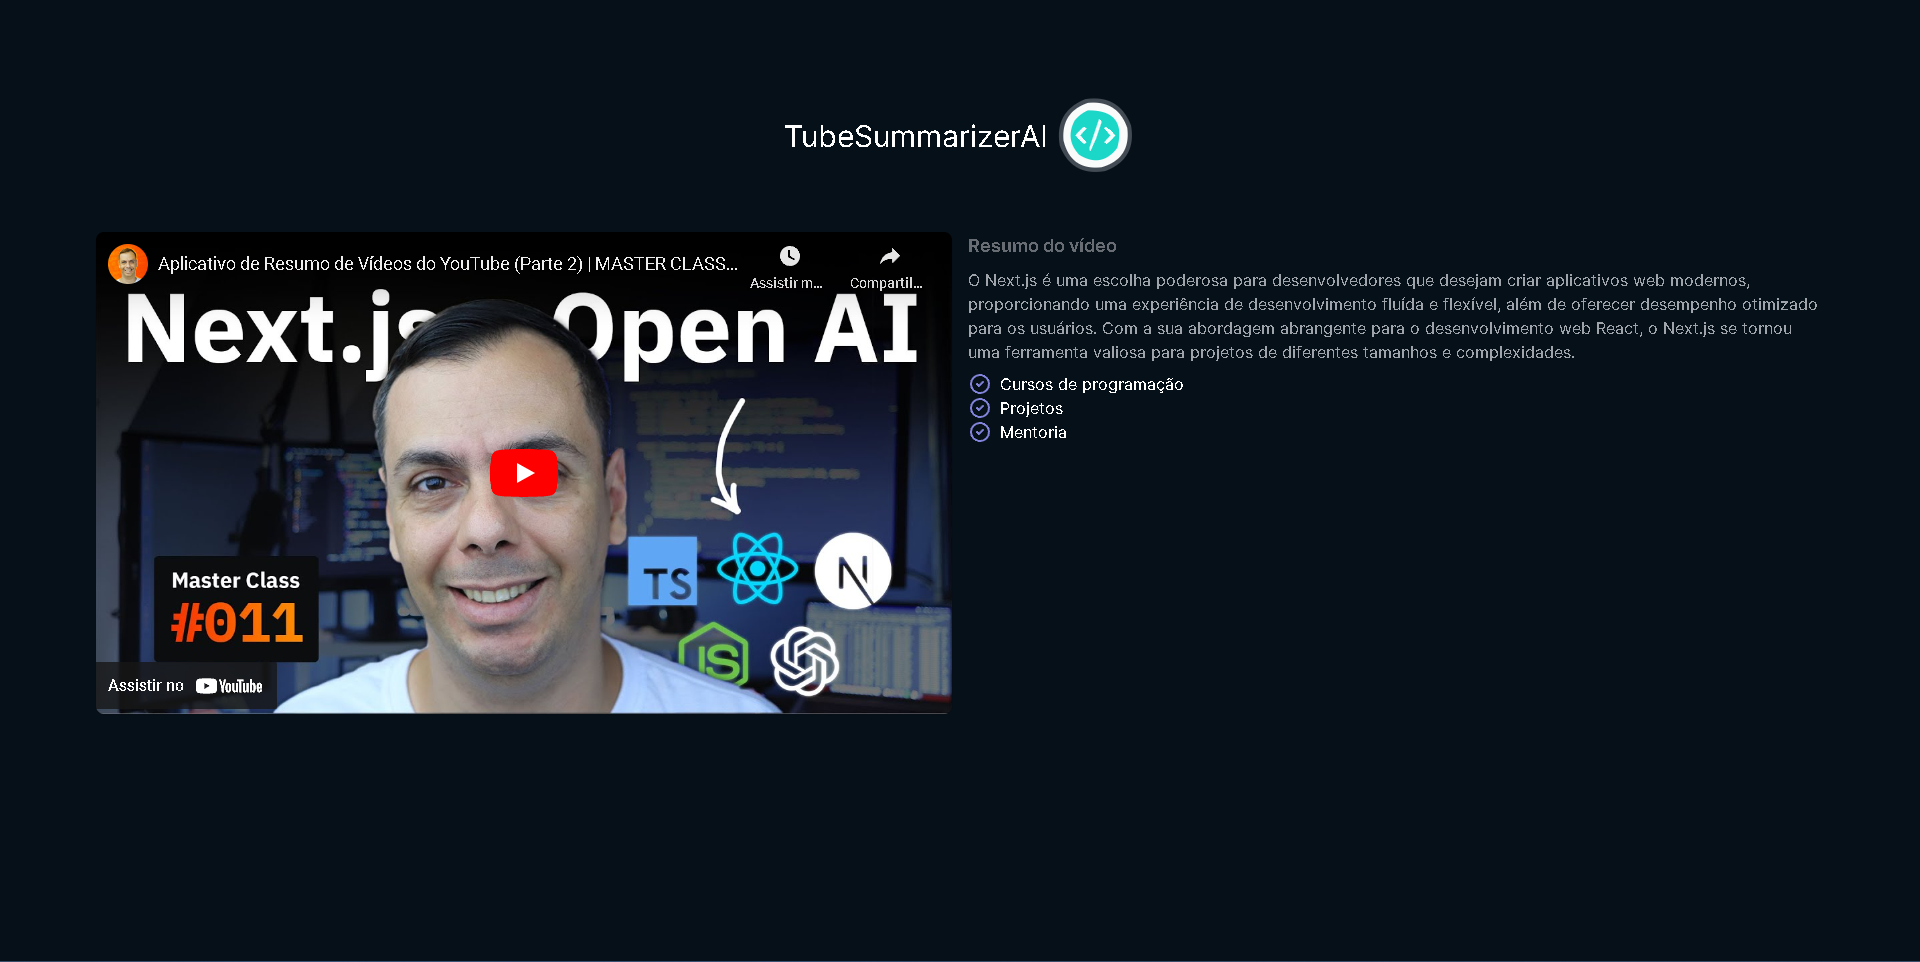 TubeSummarizerAI
</>
Aplicativo de Resumo de Vídeos do YouTube (Parte 2) | MASTER CLASS...
Assistir m...
Compartil...
Next.js Open AI
TS
N
JS
Master Class
#011
Assistir no YouTube
Resumo do vídeo
O Next.js é uma escolha poderosa para desenvolvedores que desejam criar aplicativos web modernos,
proporcionando uma experiência de desenvolvimento fluída e flexível, além de oferecer desempenho otimizado
para os usuários. Com a sua abordagem abrangente para o desenvolvimento web React, o Next.js se tornou
uma ferramenta valiosa para projetos de diferentes tamanhos e complexidades.
Cursos de programação
Projetos
Mentoria